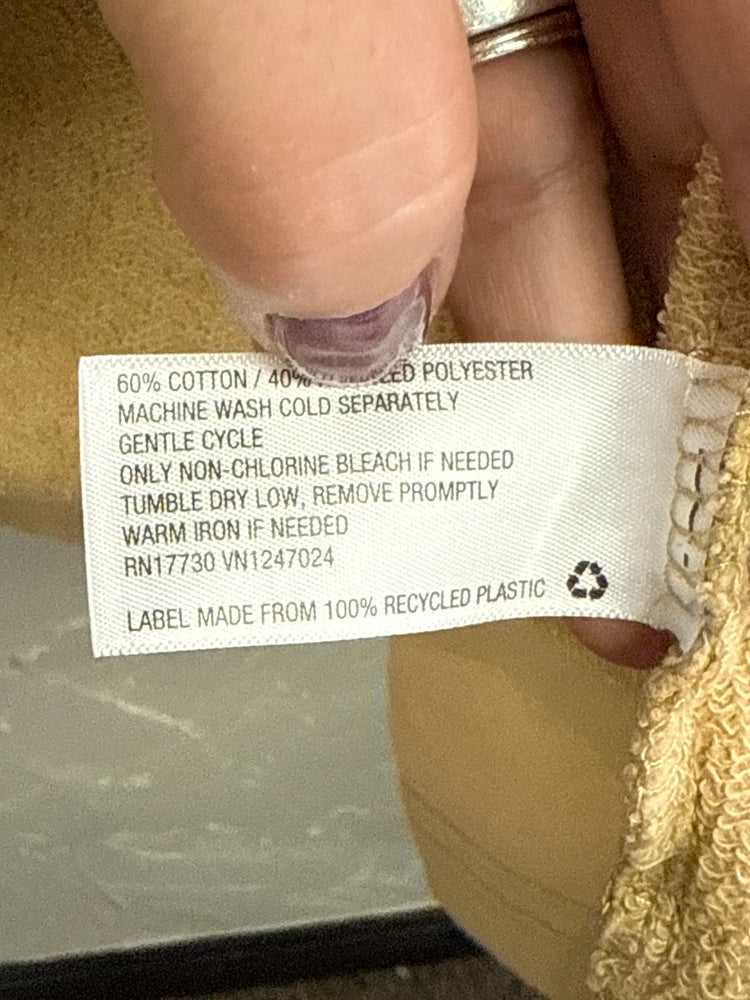 60% COTTON / 40% POLYESTER
MACHINE WASH COLD SEPARATELY
GENTLE CYCLE
ONLY NON-CHLORINE BLEACH IF NEEDED
TUMBLE DRY LOW, REMOVE PROMPTLY
WARM IRON IF NEEDED
RN17730 VN1247024
LABEL MADE FROM 100% RECYCLED PLASTIC